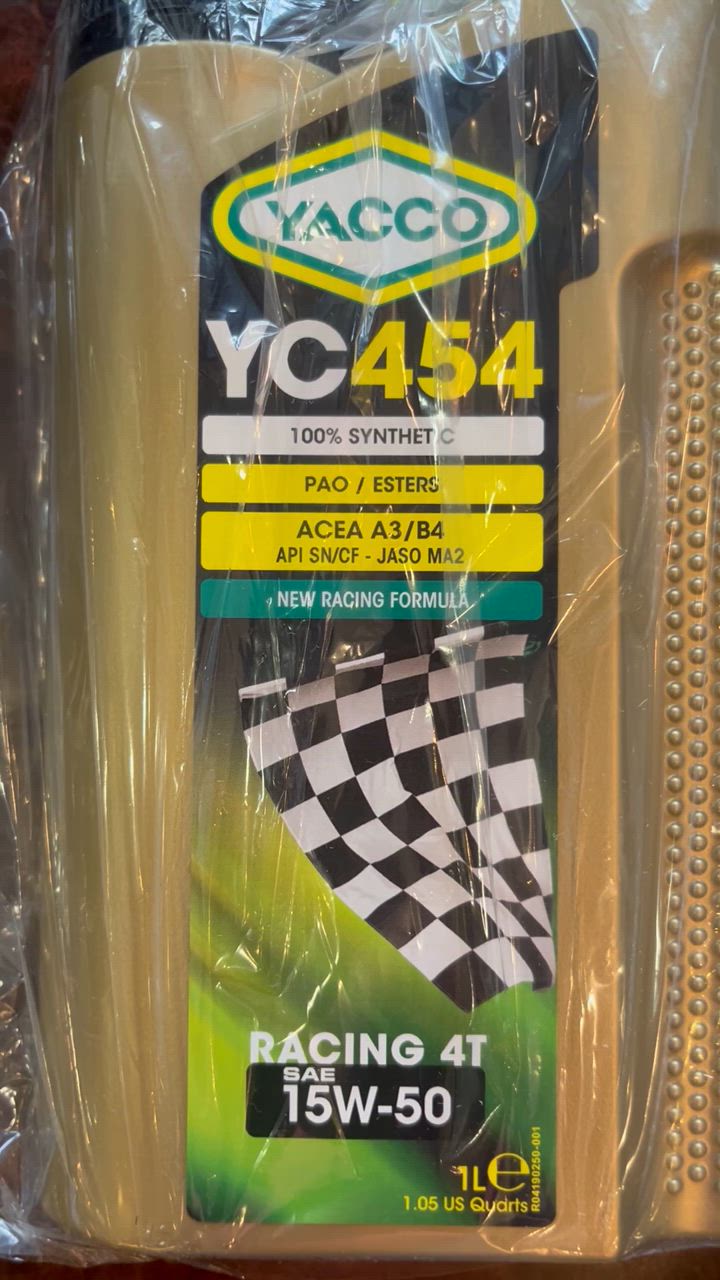 YACCO
YC454
100% SYNTHETIC
PAO / ESTERS
ACEA A3/B4
API SN/CF - JASO MA2
NEW RACING FORMULA
RACING 4T
SAE
15W-50
1L e
1.05 US Quarts
R04190250-001